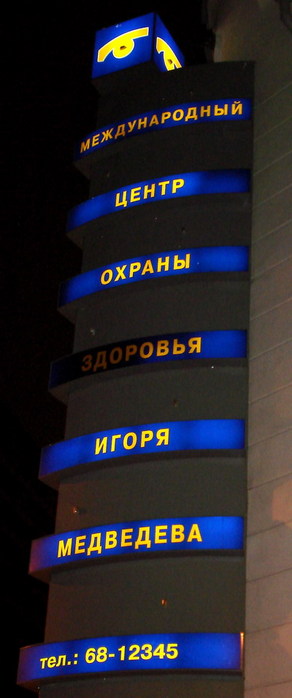 МЕЖДУНАРОДНЫЙ
ЦЕНТР
ОХРАНЫ
ЗДОРОВЬЯ
ИГОРЯ
МЕДВЕДЕВА
тел.: 68-12345